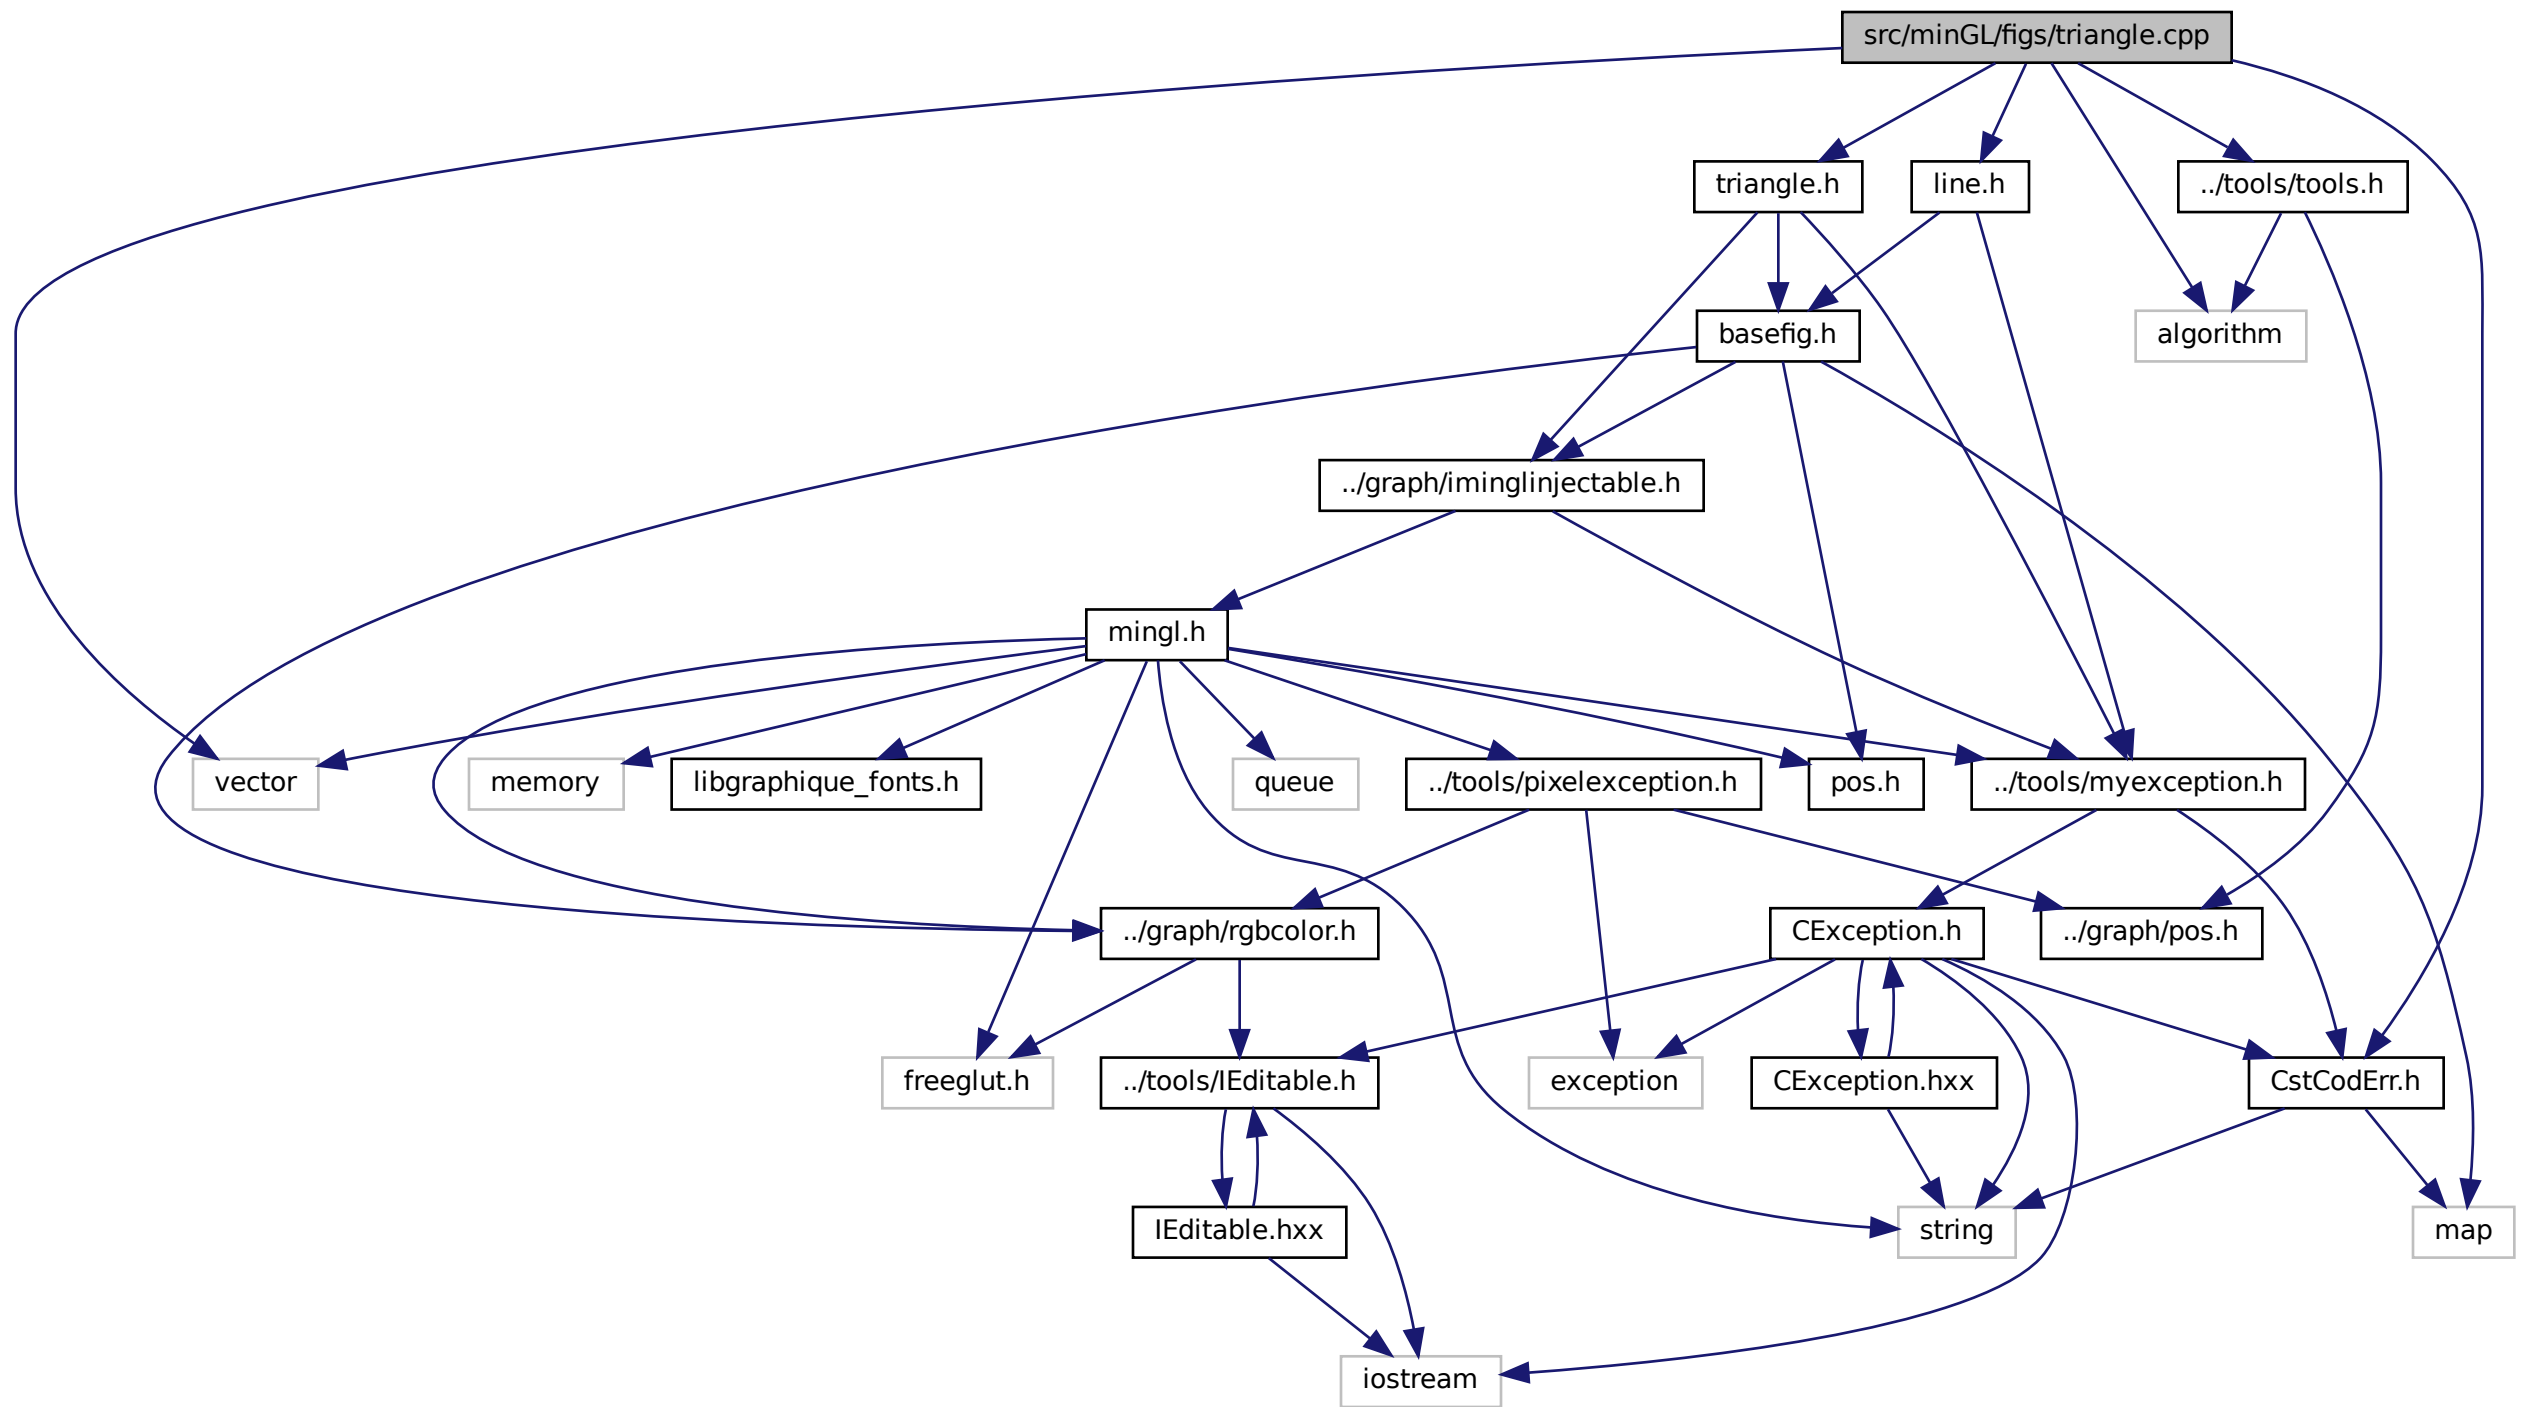 src/minGL/figs/triangle.cpp
triangle.h
line.h
../tools/tools.h
basefig.h
algorithm
../graph/iminglinjectable.h
mingl.h
vector
memory
libgraphique_fonts.h
queue
../tools/pixelexception.h
pos.h
../tools/myexception.h
../graph/rgbcolor.h
CException.h
../graph/pos.h
freeglut.h
../tools/IEditable.h
exception
CException.hxx
CstCodErr.h
IEditable.hxx
string
map
iostream